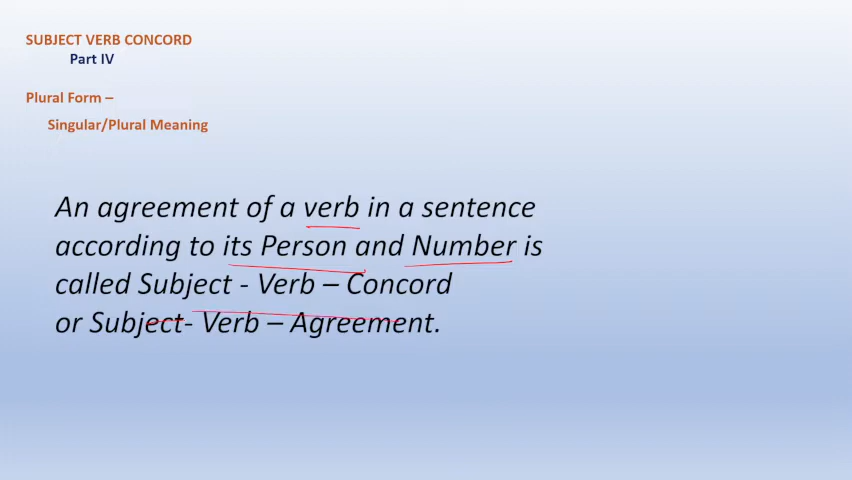 SUBJECT VERB CONCORD
Part IV
Plural Form –
Singular/Plural Meaning
An agreement of a verb in a sentence
according to its Person and Number is
called Subject - Verb – Concord
or Subject- Verb – Agreement.